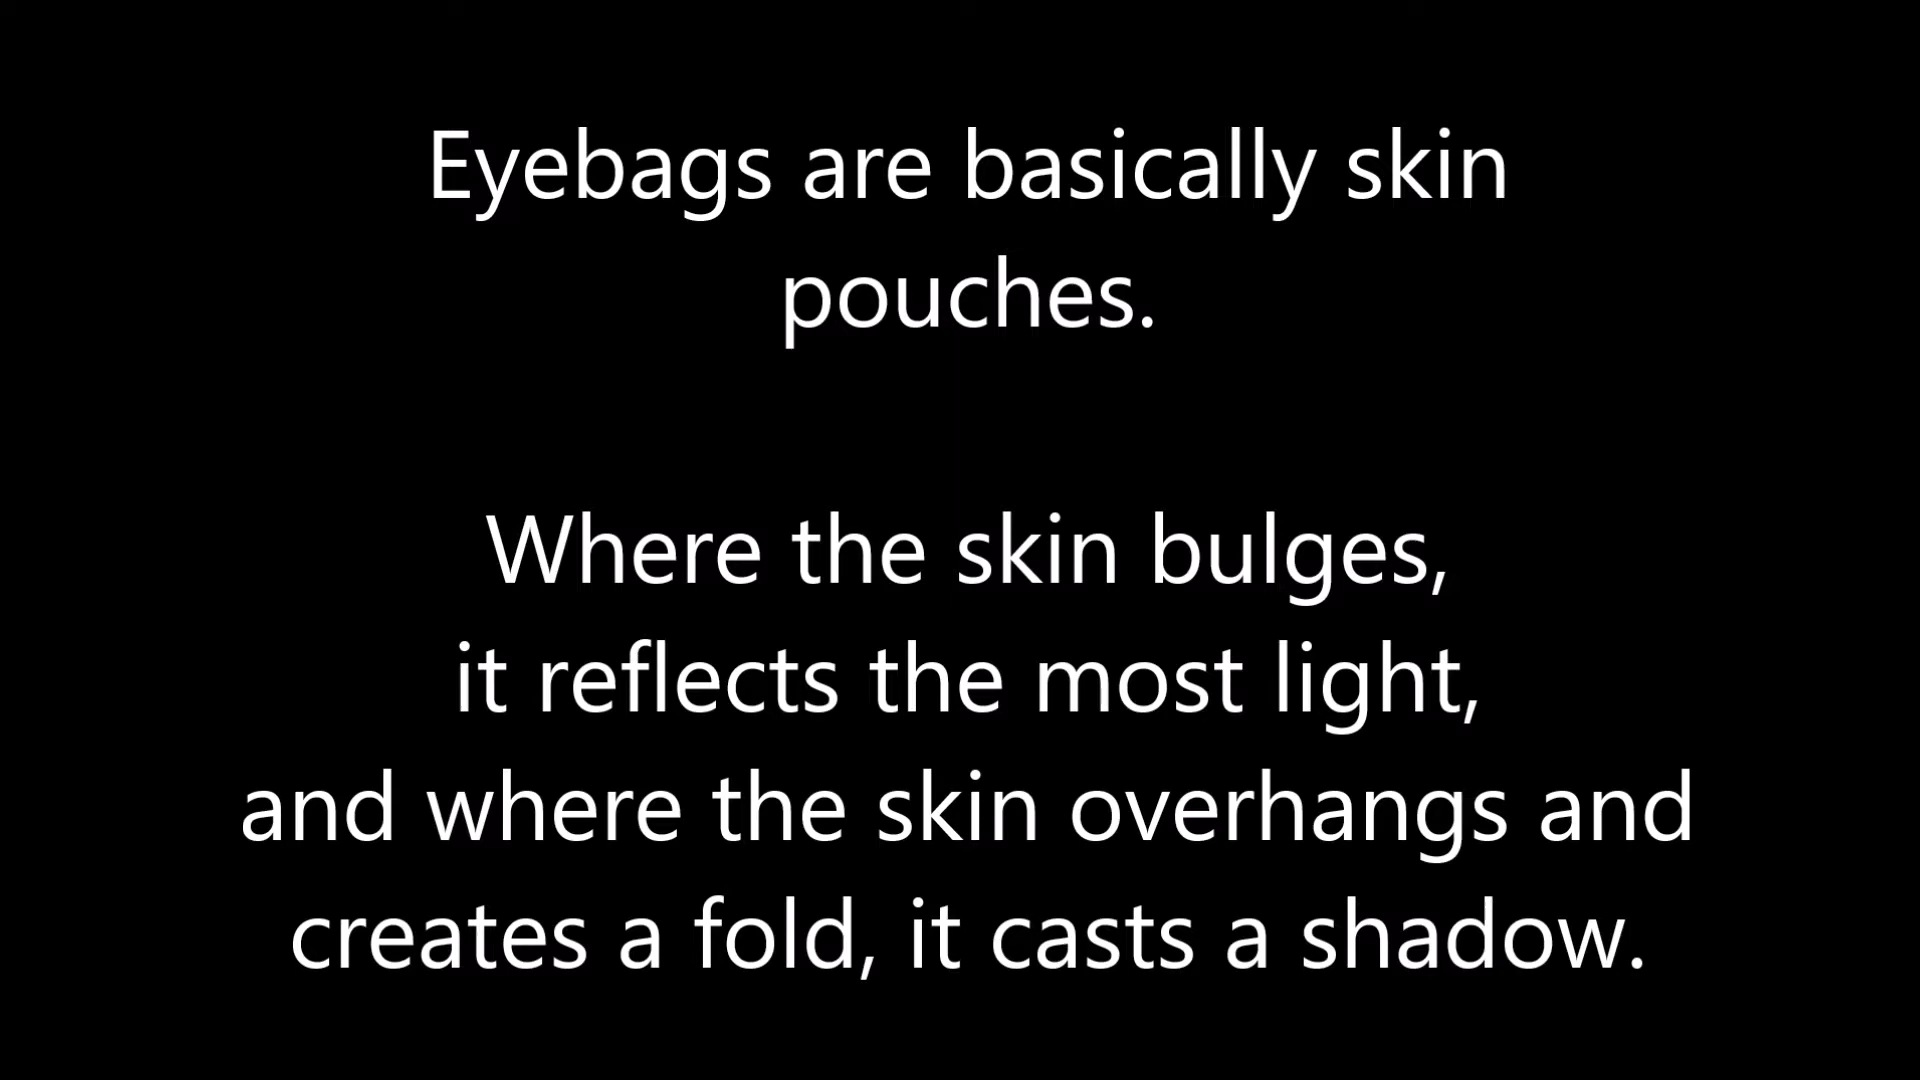 Eyebags are basically skin
pouches.
Where the skin bulges,
it reflects the most light,
and where the skin overhangs and
creates a fold, it casts a shadow.